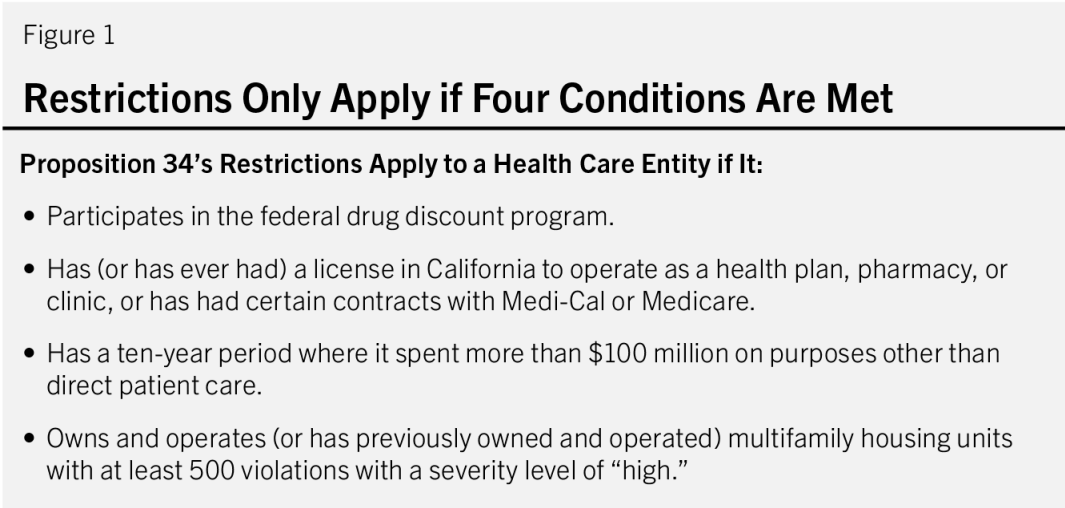 Figure 1
Restrictions Only Apply if Four Conditions Are Met
Proposition 34’s Restrictions Apply to a Health Care Entity if It:
• Participates in the federal drug discount program.
• Has (or has ever had) a license in California to operate as a health plan, pharmacy, or
clinic, or has had certain contracts with Medi-Cal or Medicare.
• Has a ten-year period where it spent more than $100 million on purposes other than
direct patient care.
• Owns and operates (or has previously owned and operated) multifamily housing units
with at least 500 violations with a severity level of “high.”